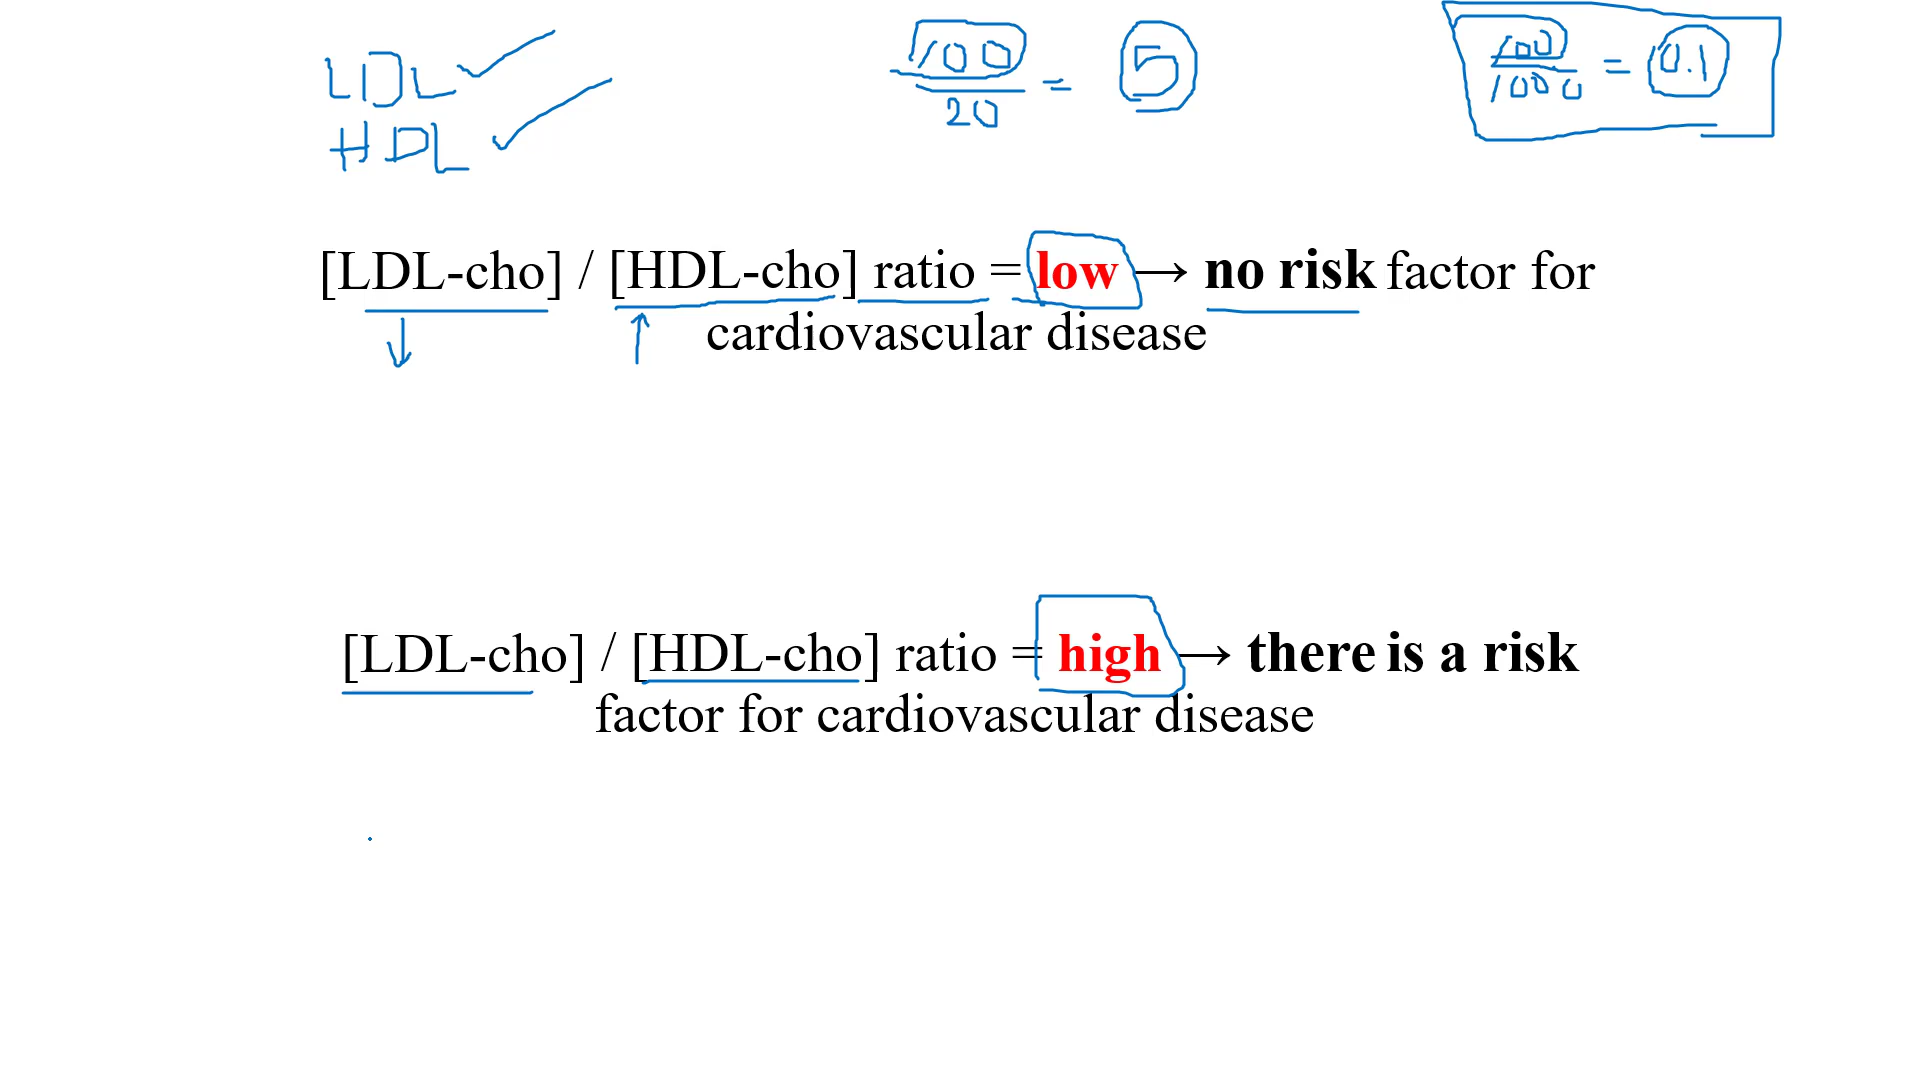 LDL ✓
HDL ✓
100
20
= 5
100
1000
= 0.1
[LDL-cho] / [HDL-cho] ratio = low → no risk factor for
cardiovascular disease
[LDL-cho] / [HDL-cho] ratio = high → there is a risk
factor for cardiovascular disease